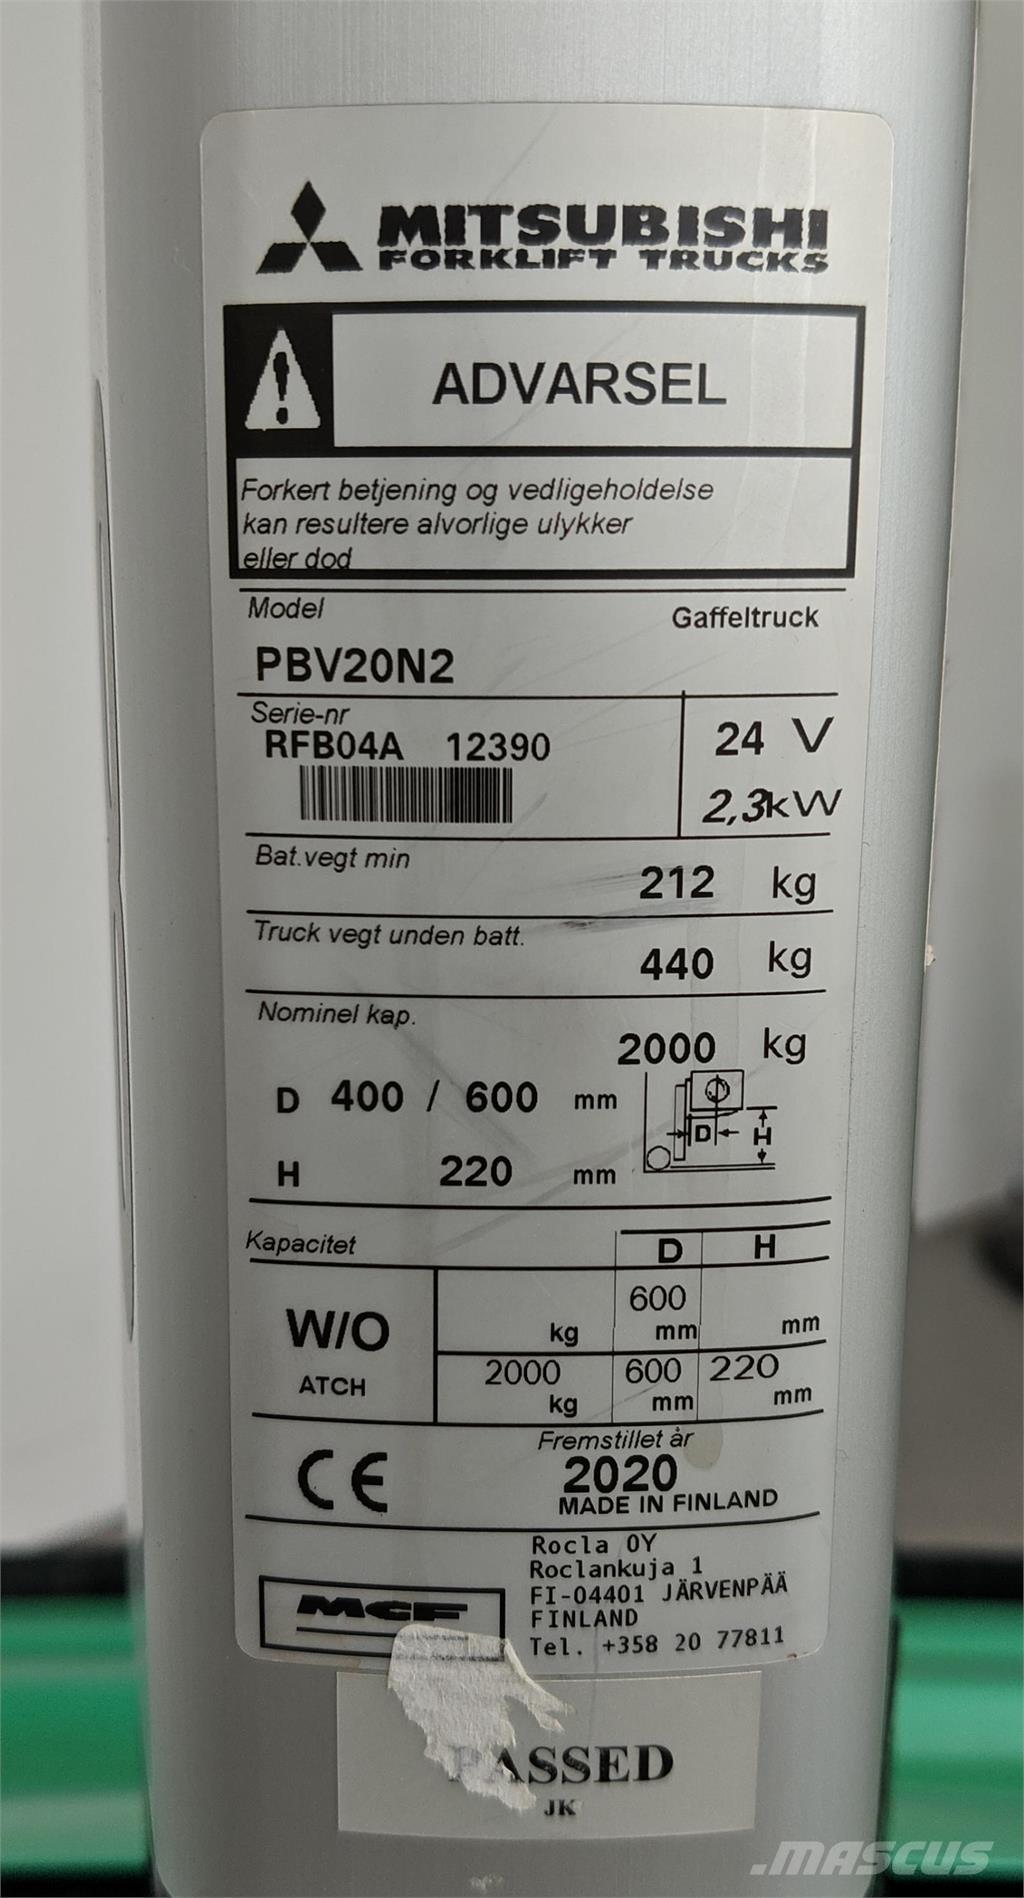 MITSUBISHI
FORKLIFT TRUCKS
ADVARSEL
Forkert betjening og vedligeholdelse
kan resultere alvorlige ulykker
eller dod
Model
Gaffeltruck
PBV20N2
Serie-nr
RFB04A 12390
24 V
2,3kW
Bat.vegt min
212 kg
Truck vegt unden batt.
440 kg
Nominel kap.
2000 kg
D 400 / 600 mm
D H
H 220 mm
Kapacitet D H
W/O
ATCH
600
kg mm mm
2000 600 220
kg mm mm
CE
Fremstillet år
2020
MADE IN FINLAND
MCF
Rocla OY
Roclankuja 1
FI-04401 JÄRVENPÄÄ
FINLAND
Tel. +358 20 77811
PASSED
JK
.MASCUS